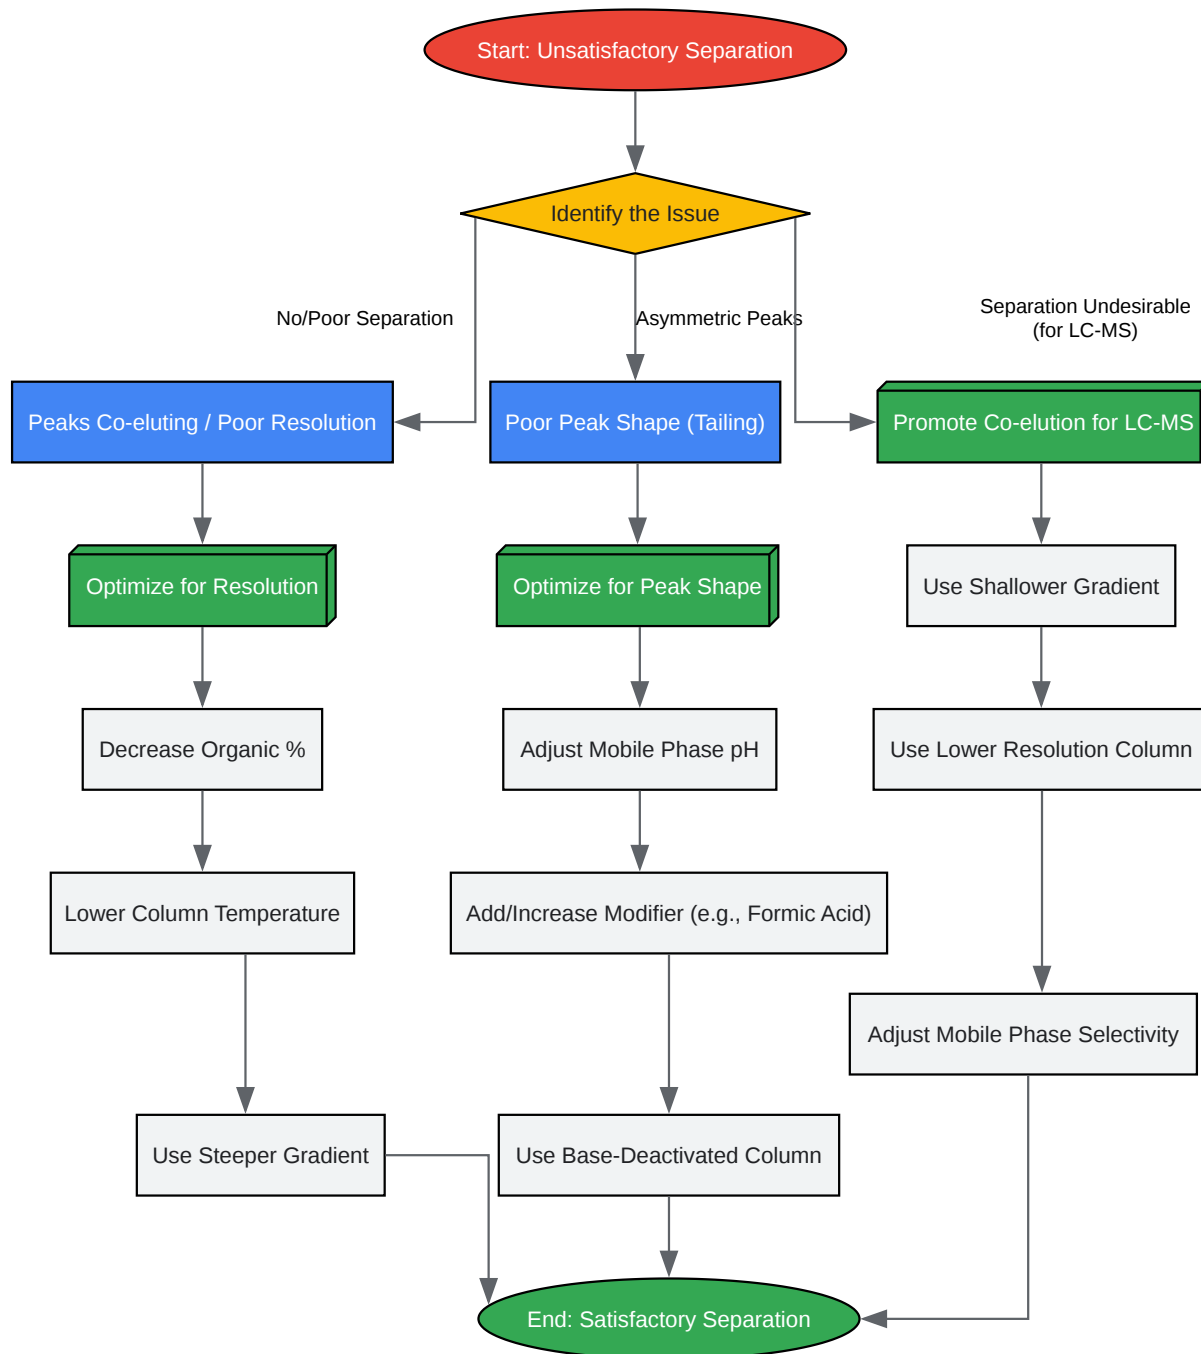 Start: Unsatisfactory Separation
Identify the Issue
No/Poor Separation
Asymmetric Peaks
Separation Undesirable
(for LC-MS)
Peaks Co-eluting / Poor Resolution
Poor Peak Shape (Tailing)
Promote Co-elution for LC-MS
Optimize for Resolution
Optimize for Peak Shape
Use Shallower Gradient
Decrease Organic %
Adjust Mobile Phase pH
Use Lower Resolution Column
Lower Column Temperature
Add/Increase Modifier (e.g., Formic Acid)
Adjust Mobile Phase Selectivity
Use Steeper Gradient
Use Base-Deactivated Column
End: Satisfactory Separation